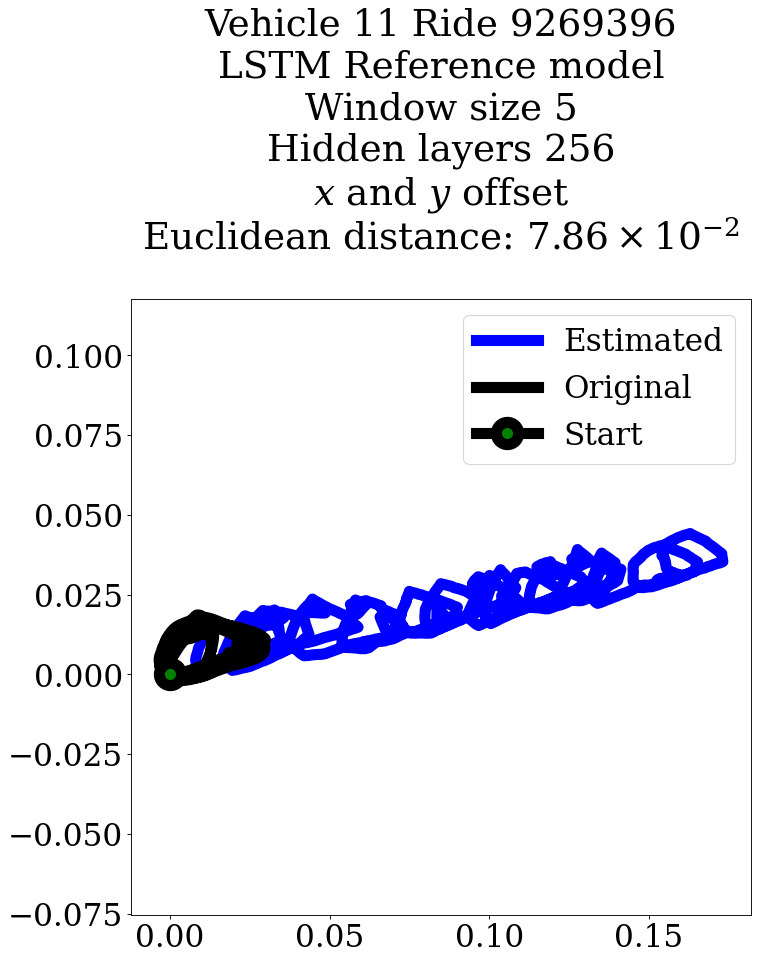 Vehicle 11 Ride 9269396
LSTM Reference model
Window size 5
Hidden layers 256
x and y offset
Euclidean distance: 7.86 × 10⁻²
Estimated
Original
Start
0.100
0.075
0.050
0.025
0.000
−0.025
−0.050
−0.075
0.00 0.05 0.10 0.15